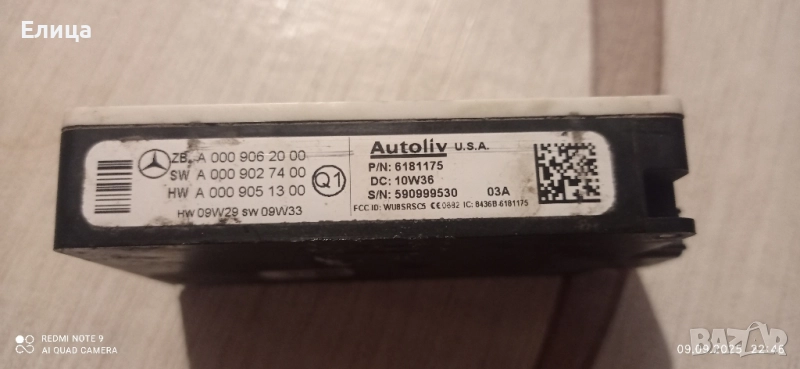 Елица
ZB A 000 906 20 00
SW A 000 902 74 00
HW A 000 905 13 00
Q1
HW 09W29 SW 09W33
Autoliv U.S.A.
P/N: 6181175
DC: 10W36
S/N: 590999530 03A
FCC ID: WU8SRSC5 CE0682 IC: 8436B-6181175
REDMI NOTE 9
AI QUAD CAMERA
BAZAR
09.09.2025 22:46